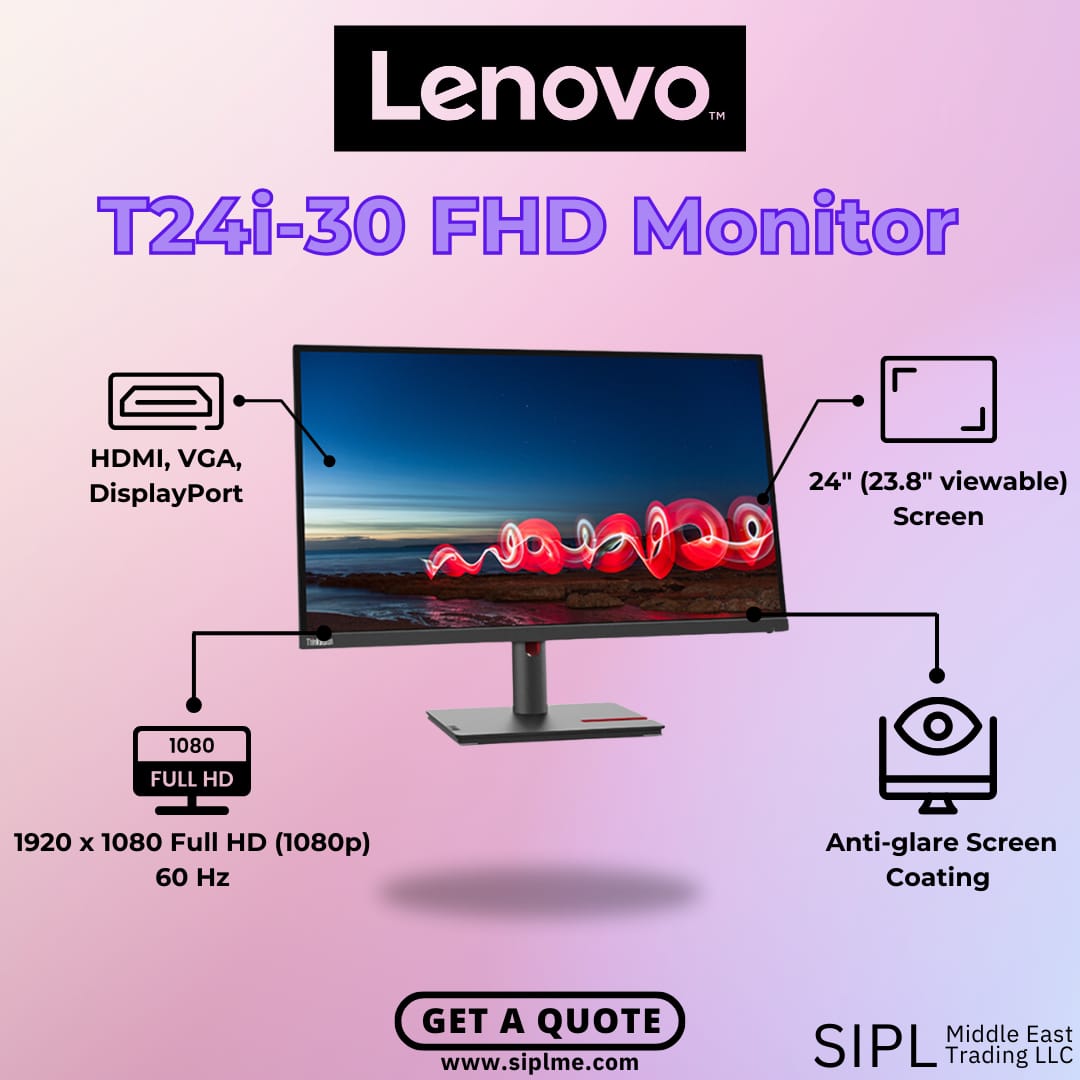 Lenovo™
T24i-30 FHD Monitor
HDMI, VGA,
DisplayPort
24" (23.8" viewable)
Screen
1080
FULL HD
1920 x 1080 Full HD (1080p)
60 Hz
Anti-glare Screen
Coating
GET A QUOTE
www.siplme.com
SIPL Middle East
Trading LLC